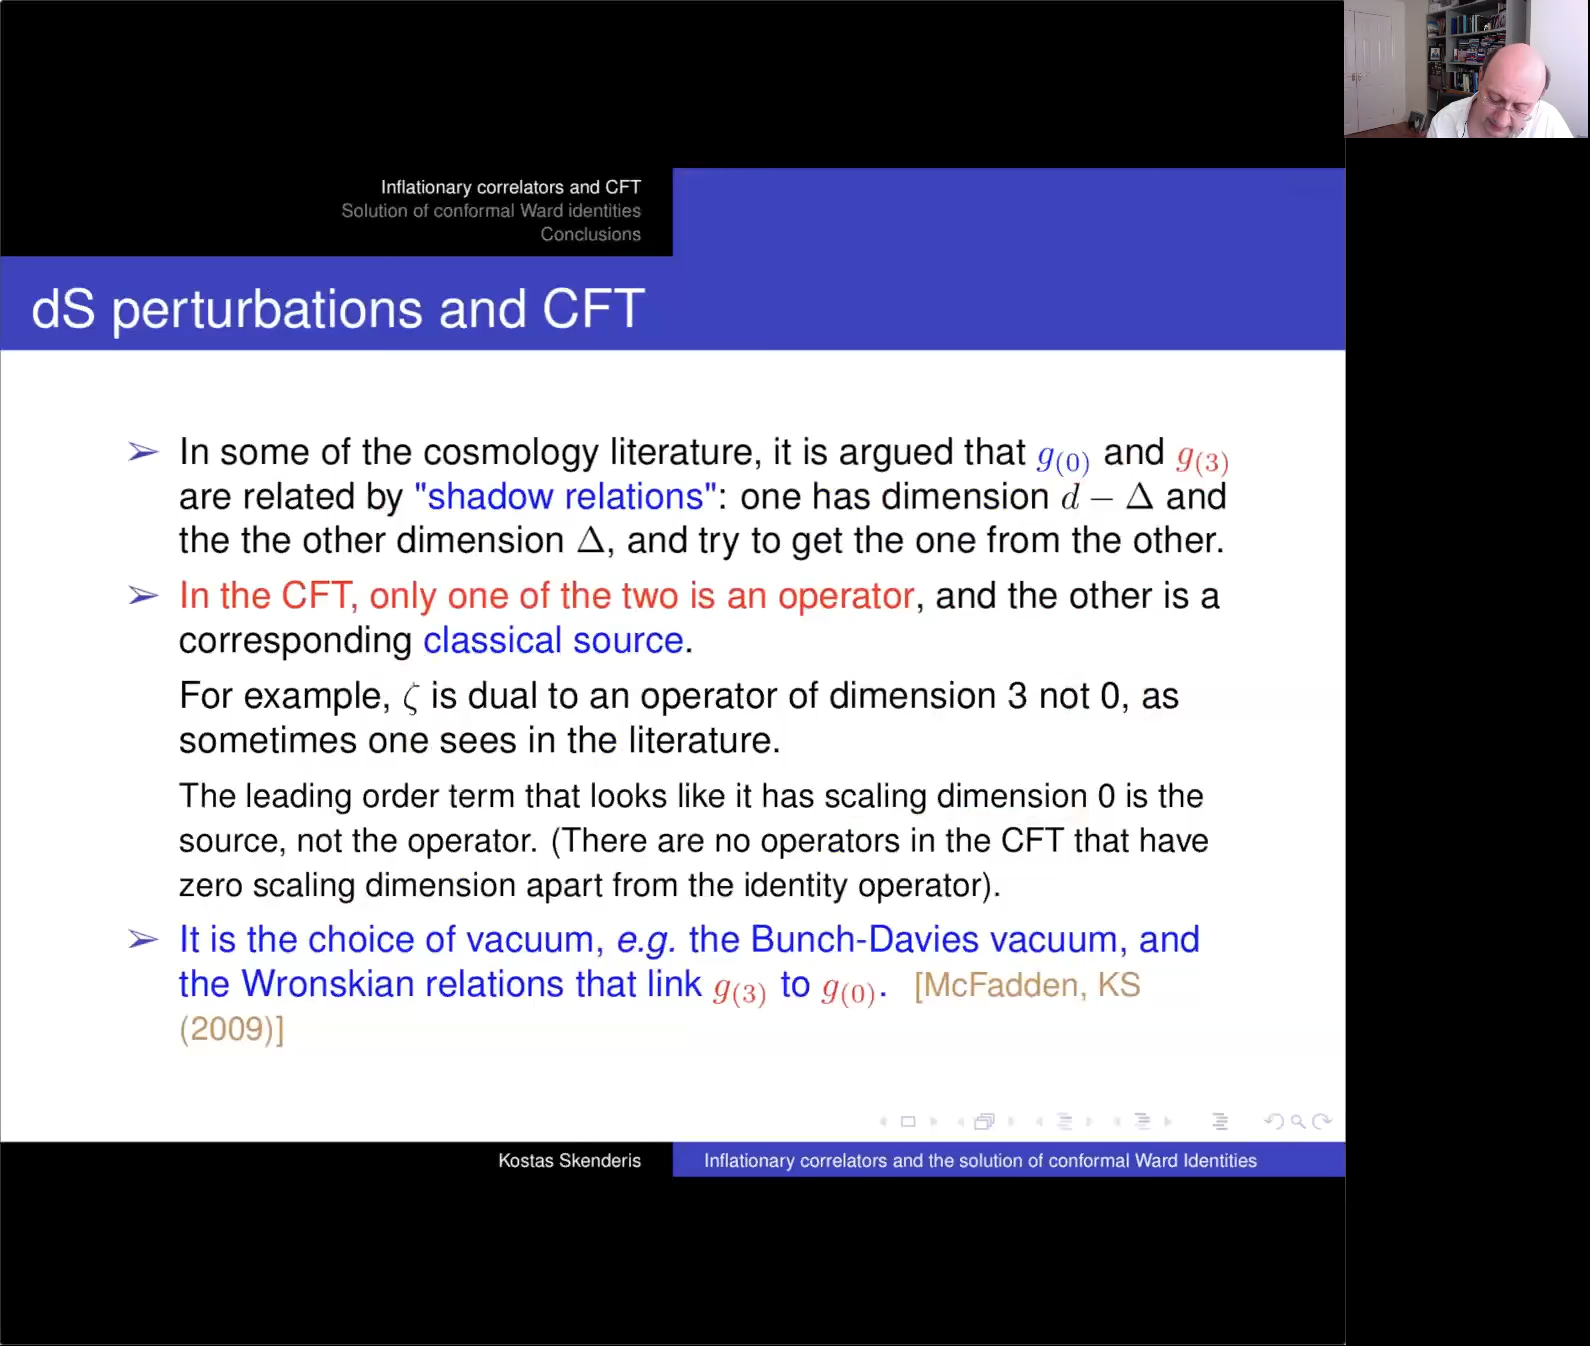 Inflationary correlators and CFT
Solution of conformal Ward identities
Conclusions
dS perturbations and CFT
➢ In some of the cosmology literature, it is argued that g₍₀₎ and g₍₃₎
are related by "shadow relations": one has dimension d − Δ and
the the other dimension Δ, and try to get the one from the other.
➢ In the CFT, only one of the two is an operator, and the other is a
corresponding classical source.
For example, ζ is dual to an operator of dimension 3 not 0, as
sometimes one sees in the literature.
The leading order term that looks like it has scaling dimension 0 is the
source, not the operator. (There are no operators in the CFT that have
zero scaling dimension apart from the identity operator).
➢ It is the choice of vacuum, e.g. the Bunch-Davies vacuum, and
the Wronskian relations that link g₍₃₎ to g₍₀₎. [McFadden, KS
(2009)]
Kostas Skenderis
Inflationary correlators and the solution of conformal Ward Identities